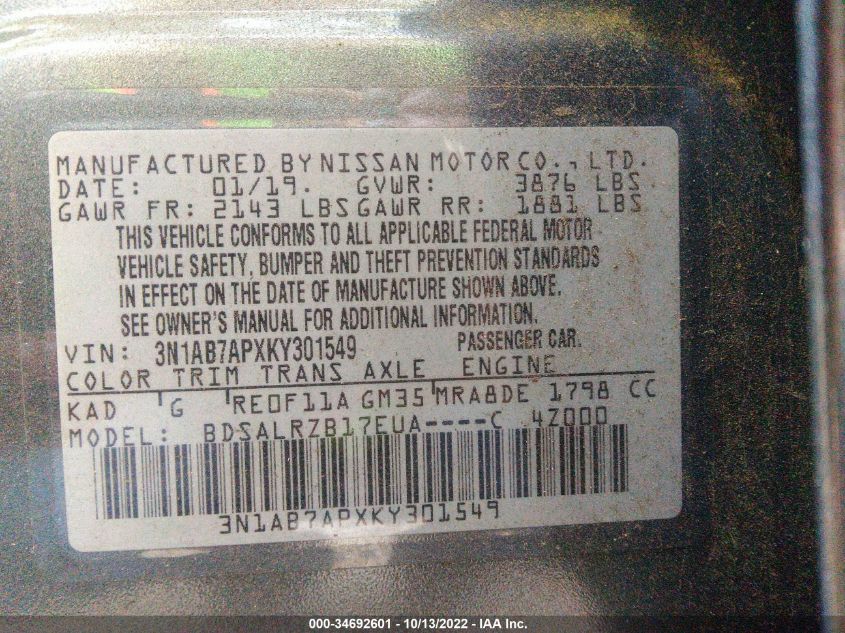 MANUFACTURED BY NISSAN MOTOR CO., LTD.
DATE: 01/19. GVWR: 3876 LBS
GAWR FR: 2143 LBS GAWR RR: 1881 LBS
THIS VEHICLE CONFORMS TO ALL APPLICABLE FEDERAL MOTOR
VEHICLE SAFETY, BUMPER AND THEFT PREVENTION STANDARDS
IN EFFECT ON THE DATE OF MANUFACTURE SHOWN ABOVE.
SEE OWNER'S MANUAL FOR ADDITIONAL INFORMATION.
VIN: 3N1AB7APXKY301549 PASSENGER CAR.
COLOR TRIM TRANS AXLE ENGINE
KAD G RE0F11A GM35 MRA8DE 1798 CC
MODEL: BDSALRZB17EUA----C 4Z000
3N1AB7APXKY301549
000-34692601 - 10/13/2022 - IAA Inc.